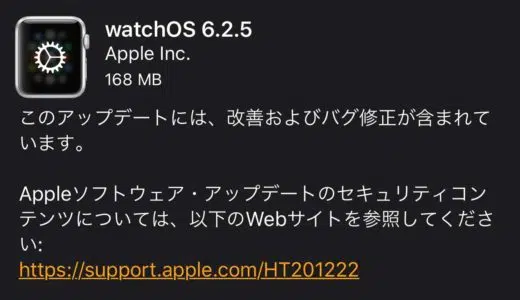 watchOS 6.2.5
Apple Inc.
168 MB
このアップデートには、改善およびバグ修正が含まれて
います。
Appleソフトウェア・アップデートのセキュリティコン
テンツについては、以下のWebサイトを参照してくださ
い:
https://support.apple.com/HT201222